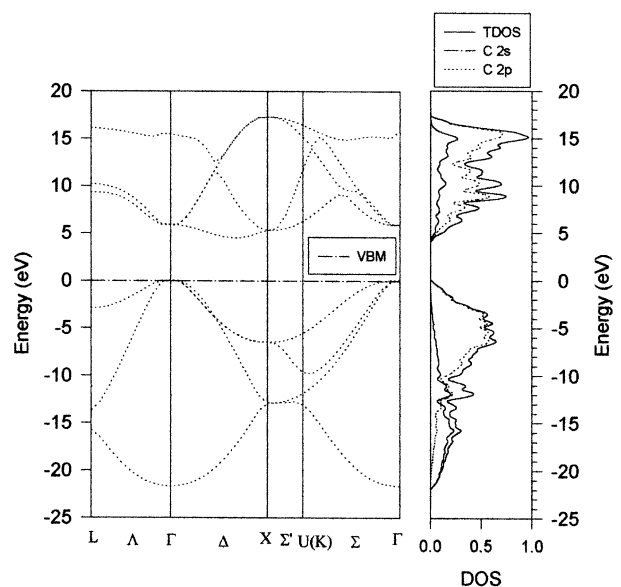 TDOS
C 2s
C 2p
20
15
10
5
0
-5
-10
-15
-20
-25
Energy (eV)
VBM
L Λ Γ Δ X Σ' U(K) Σ Γ
20
15
10
5
0
-5
-10
-15
-20
-25
Energy (eV)
0.0 0.5 1.0
DOS